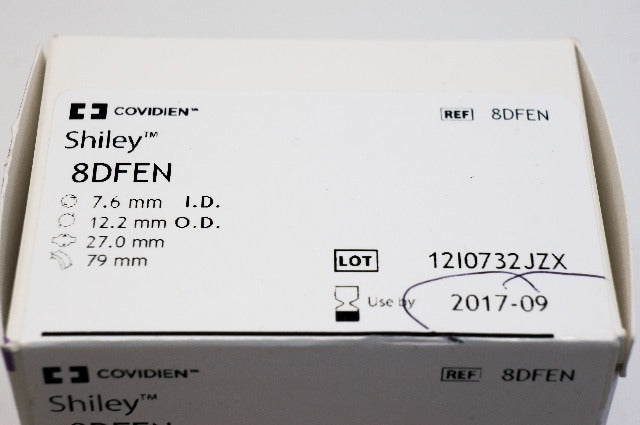 COVIDIEN™
REF 8DFEN
Shiley™
8DFEN
7.6 mm I.D.
12.2 mm O.D.
27.0 mm
79 mm
LOT 12I0732JZX
Use by 2017-09
COVIDIEN™
REF 8DFEN
Shiley™
8DFEN